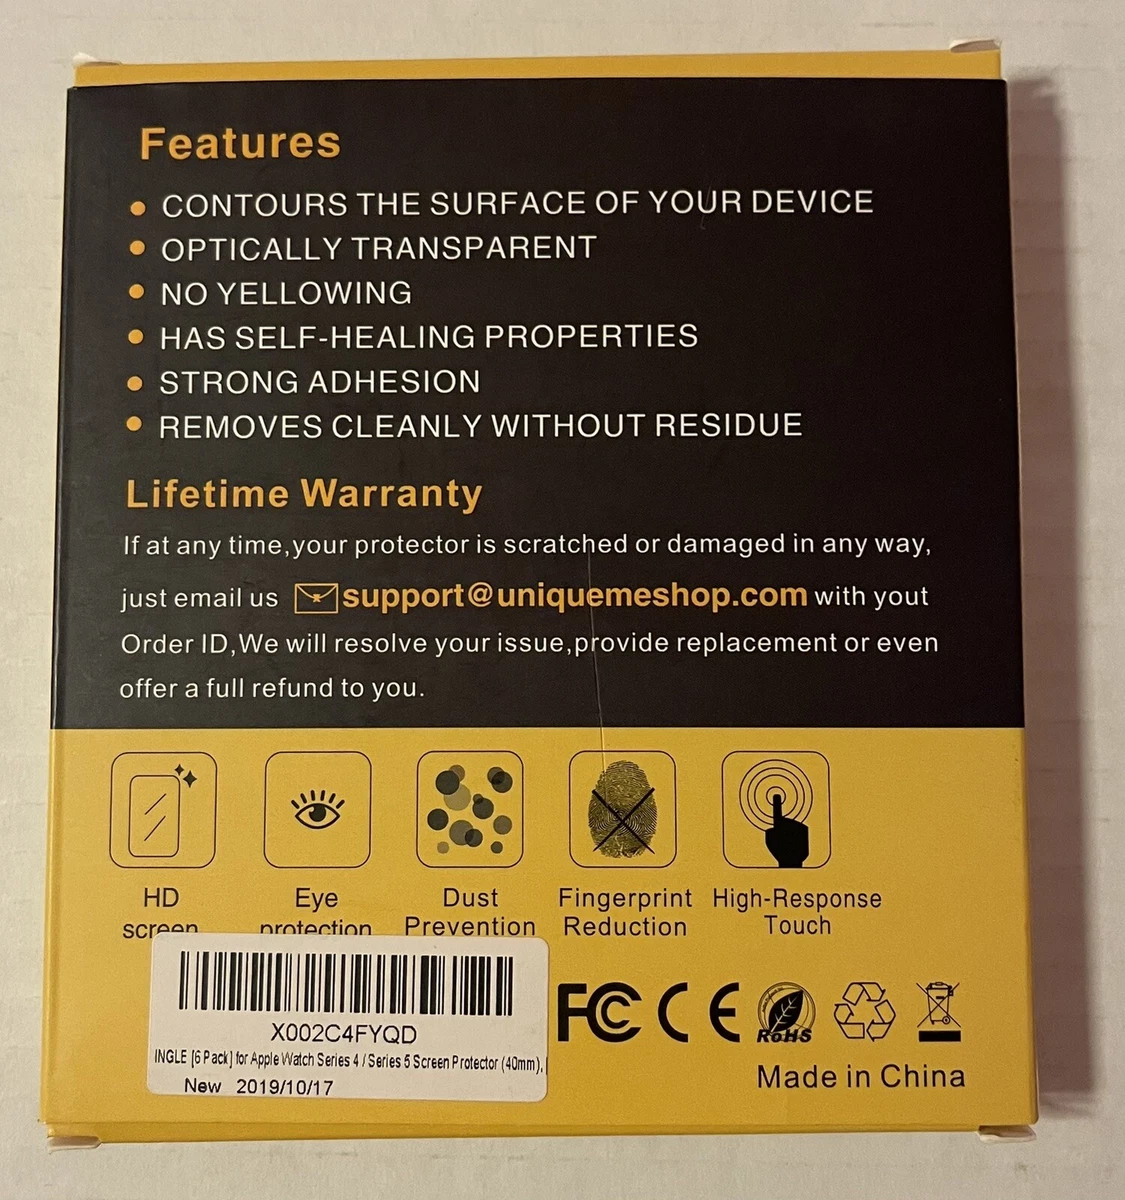 Features
CONTOURS THE SURFACE OF YOUR DEVICE
OPTICALLY TRANSPARENT
NO YELLOWING
HAS SELF-HEALING PROPERTIES
STRONG ADHESION
REMOVES CLEANLY WITHOUT RESIDUE
Lifetime Warranty
If at any time,your protector is scratched or damaged in any way,
just email us support@uniquemeshop.com with yout
Order ID,We will resolve your issue,provide replacement or even
offer a full refund to you.
HD screen
Eye protection
Dust Prevention
Fingerprint Reduction
High-Response Touch
X002C4FYQD
INGLE [6 Pack] for Apple Watch Series 4 / Series 5 Screen Protector (40mm),
New 2019/10/17
FC CE RoHS
Made in China